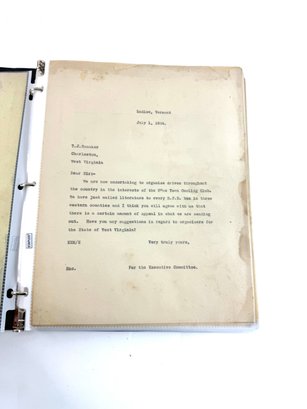 Ludlow, Vermont
July 1, 1924.
Charleston,
West Virginia
Dear Sir:-
We are now undertaking to organize drives throughout
the country in the interests of the Home Town Coolidge Club.
We have just mailed literature to every R.F.D. box in three
eastern counties and I think you will agree with me that
there is a certain amount of appeal in what we are sending
out. Have you any suggestions in regard to organizers for
the State of West Virginia?
Very truly yours,
Enc.
For the Executive Committee.